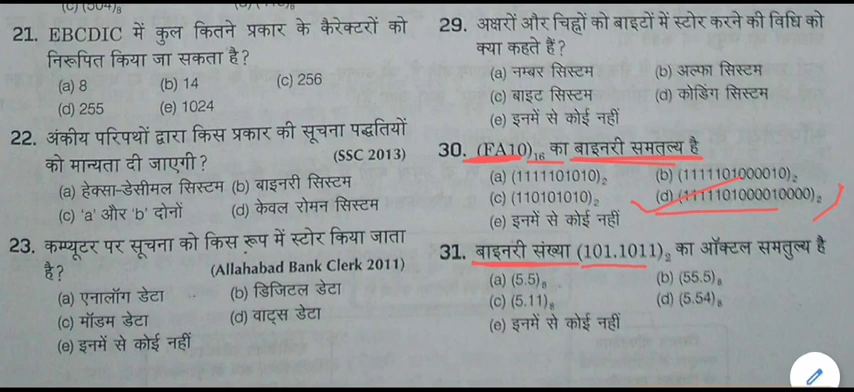 (c) (504)₈
21. EBCDIC में कुल कितने प्रकार के कैरेक्टरों को
निरूपित किया जा सकता है?
(a) 8 (b) 14 (c) 256
(d) 255 (e) 1024
22. अंकीय परिपथों द्वारा किस प्रकार की सूचना पद्धतियों
को मान्यता दी जाएगी? (SSC 2013)
(a) हेक्सा-डेसीमल सिस्टम (b) बाइनरी सिस्टम
(c) 'a' और 'b' दोनों (d) केवल रोमन सिस्टम
23. कम्प्यूटर पर सूचना को किस रूप में स्टोर किया जाता
है? (Allahabad Bank Clerk 2011)
(a) एनालॉग डेटा (b) डिजिटल डेटा
(c) मॉडम डेटा (d) वाट्स डेटा
(e) इनमें से कोई नहीं
29. अक्षरों और चिह्नों को बाइटों में स्टोर करने की विधि को
क्या कहते हैं?
(a) नम्बर सिस्टम (b) अल्फा सिस्टम
(c) बाइट सिस्टम (d) कोडिंग सिस्टम
(e) इनमें से कोई नहीं
30. (FA10)₁₆ का बाइनरी समतल्य है
(a) (1111101010)₂ (b) (1111101000010)₂
(c) (110101010)₂ (d) (1111101000010000)₂
(e) इनमें से कोई नहीं
31. बाइनरी संख्या (101.1011)₂ का ऑक्टल समतुल्य है
(a) (5.5)₈ (b) (55.5)₈
(c) (5.11)₈ (d) (5.54)₈
(e) इनमें से कोई नहीं